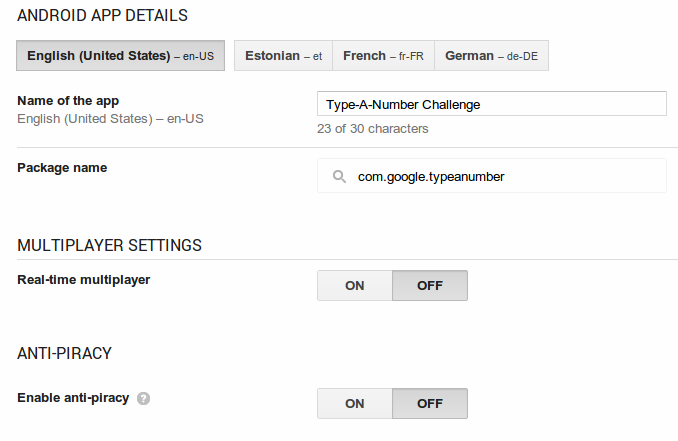 ANDROID APP DETAILS
English (United States) – en-US Estonian – et French – fr-FR German – de-DE
Name of the app Type-A-Number Challenge
English (United States) – en-US
23 of 30 characters
Package name com.google.typeanumber
MULTIPLAYER SETTINGS
Real-time multiplayer ON OFF
ANTI-PIRACY
Enable anti-piracy ? ON OFF